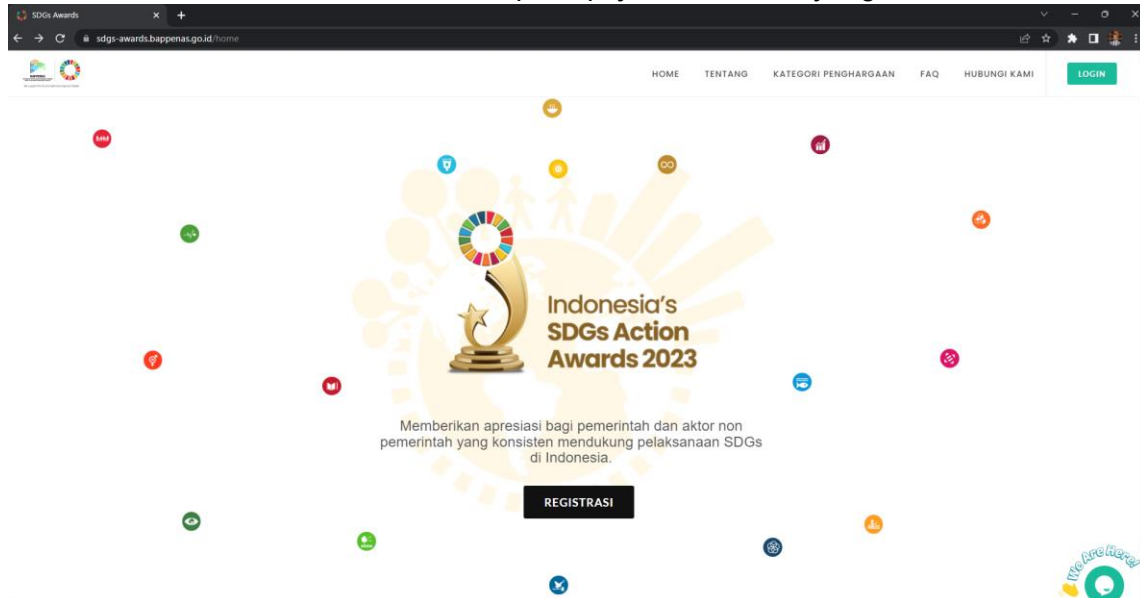 SDGs Awards
sdgs-awards.bappenas.go.id/home
HOME TENTANG KATEGORI PENGHARGAAN FAQ HUBUNGI KAMI LOGIN
Indonesia's
SDGs Action
Awards 2023
Memberikan apresiasi bagi pemerintah dan aktor non
pemerintah yang konsisten mendukung pelaksanaan SDGs
di Indonesia.
REGISTRASI
We Are Here!